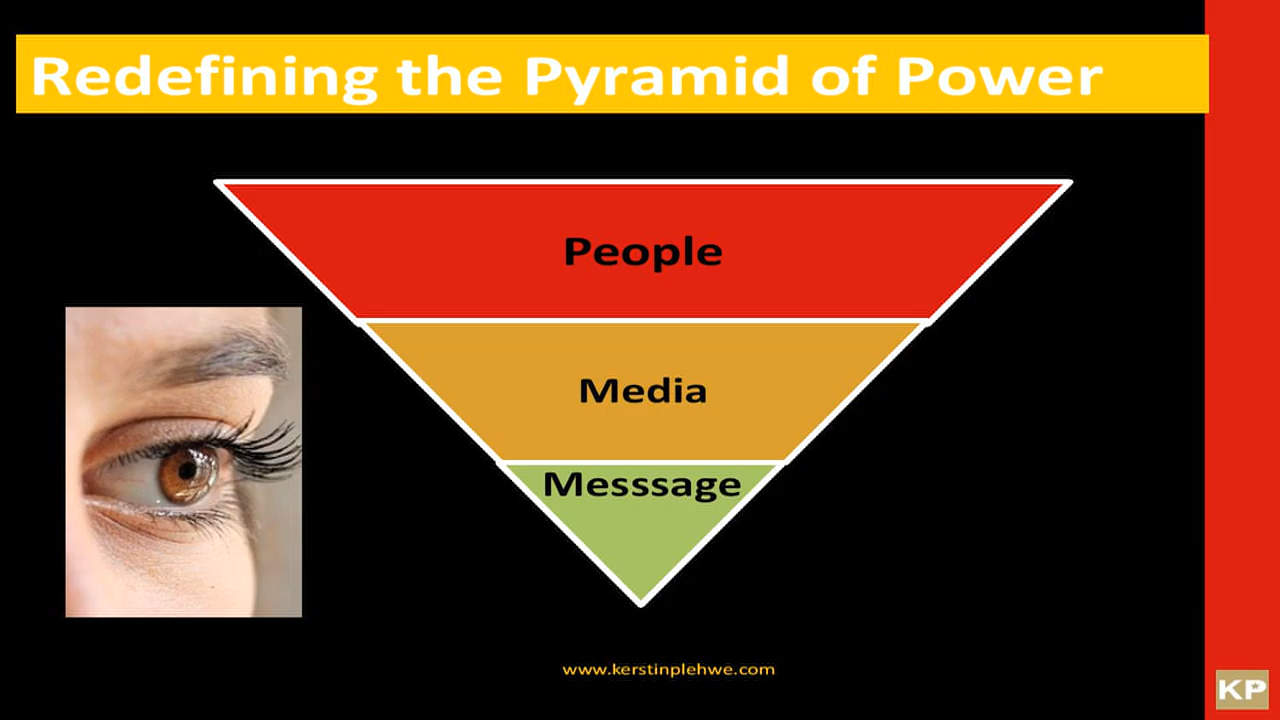 Redefining the Pyramid of Power
People
Media
Messsage
www.kerstinplehwe.com
KP